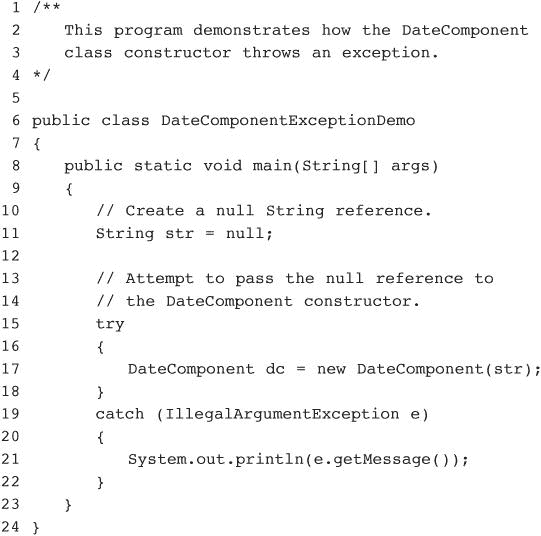 1 /**
2    This program demonstrates how the DateComponent
3    class constructor throws an exception.
4 */
5
6 public class DateComponentExceptionDemo
7 {
8    public static void main(String[] args)
9    {
10       // Create a null String reference.
11       String str = null;
12
13       // Attempt to pass the null reference to
14       // the DateComponent constructor.
15       try
16       {
17          DateComponent dc = new DateComponent(str);
18       }
19       catch (IllegalArgumentException e)
20       {
21          System.out.println(e.getMessage());
22       }
23    }
24 }